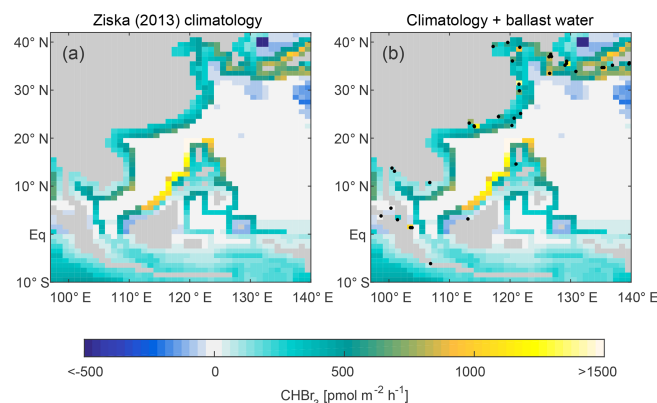 Ziska (2013) climatology
Climatology + ballast water
(a)
(b)
40° N
30° N
20° N
10° N
Eq
10° S
100° E 110° E 120° E 130° E 140° E
40° N
30° N
20° N
10° N
Eq
10° S
100° E 110° E 120° E 130° E 140° E
<-500 0 500 1000 >1500
CHBr₃ [pmol m⁻² h⁻¹]